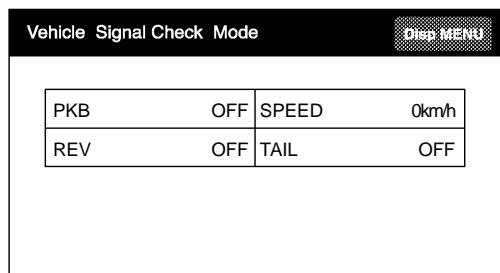 Vehicle Signal Check Mode Disp MENU
PKB OFF SPEED 0km/h
REV OFF TAIL OFF